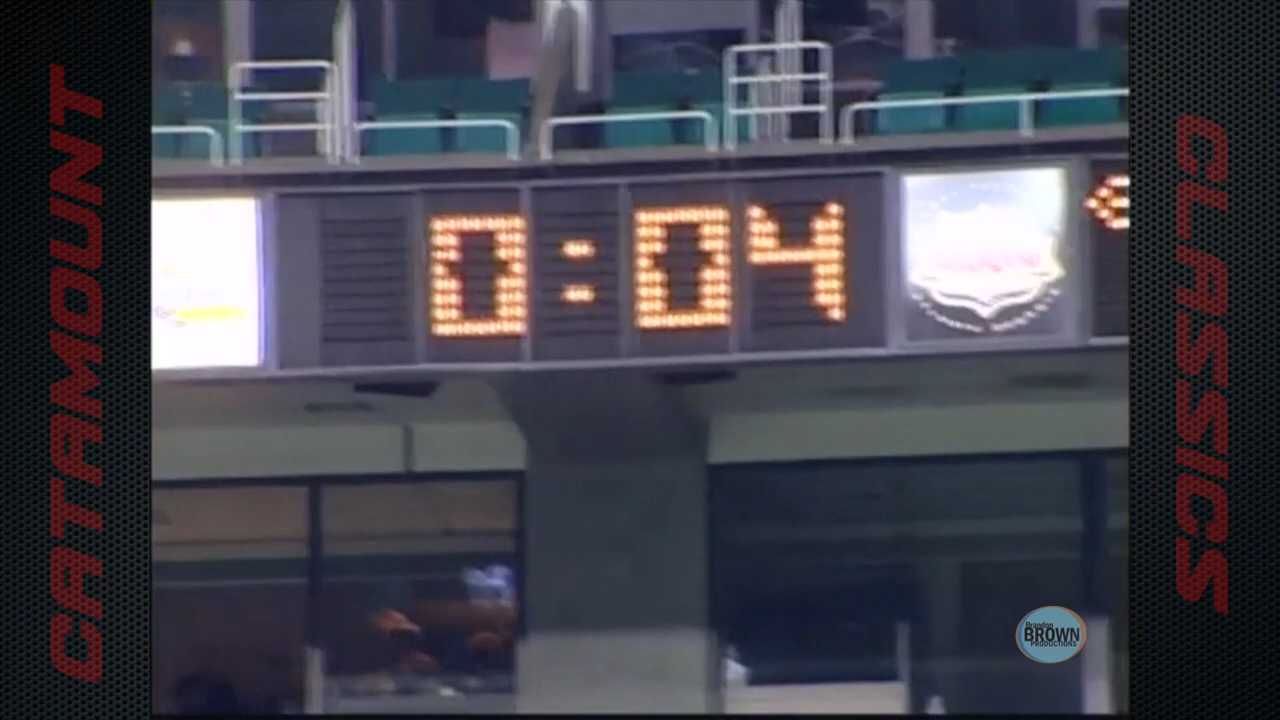 CATAMOUNT
0:04
CLASSICS
Brandon
BROWN
PRODUCTIONS